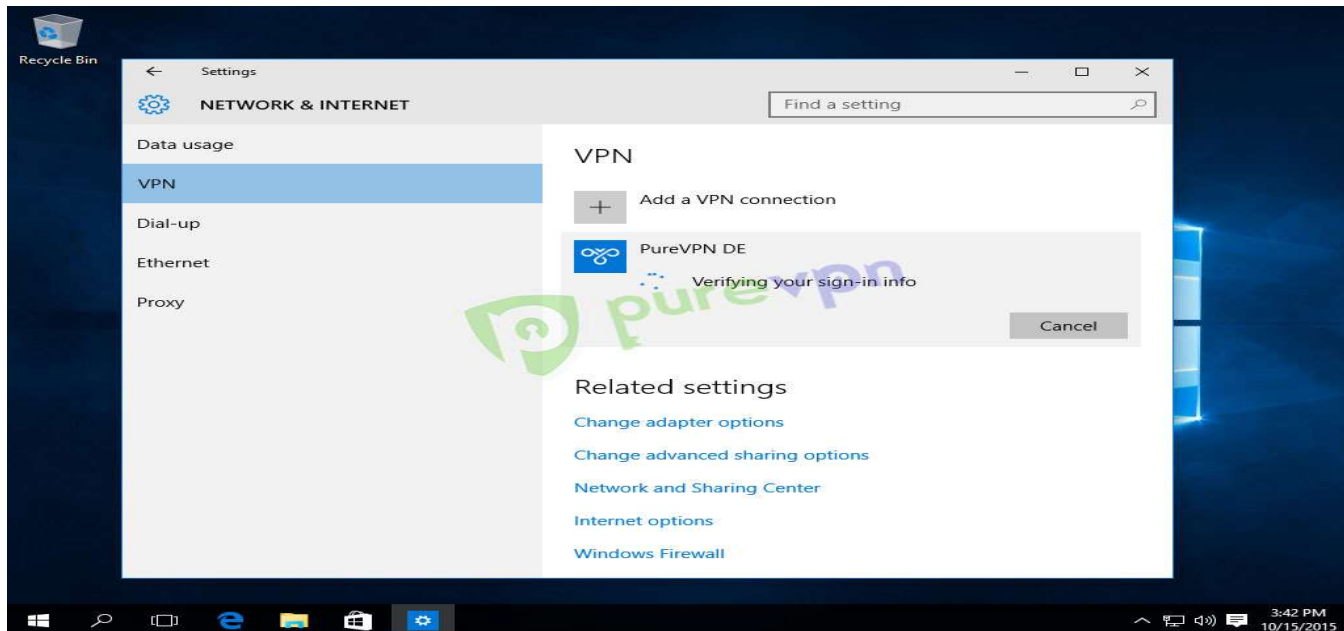 Recycle Bin
Settings
NETWORK & INTERNET
Find a setting
Data usage
VPN
Dial-up
Ethernet
Proxy
VPN
Add a VPN connection
PureVPN DE
Verifying your sign-in info
purevpn
Cancel
Related settings
Change adapter options
Change advanced sharing options
Network and Sharing Center
Internet options
Windows Firewall
3:42 PM
10/15/2015